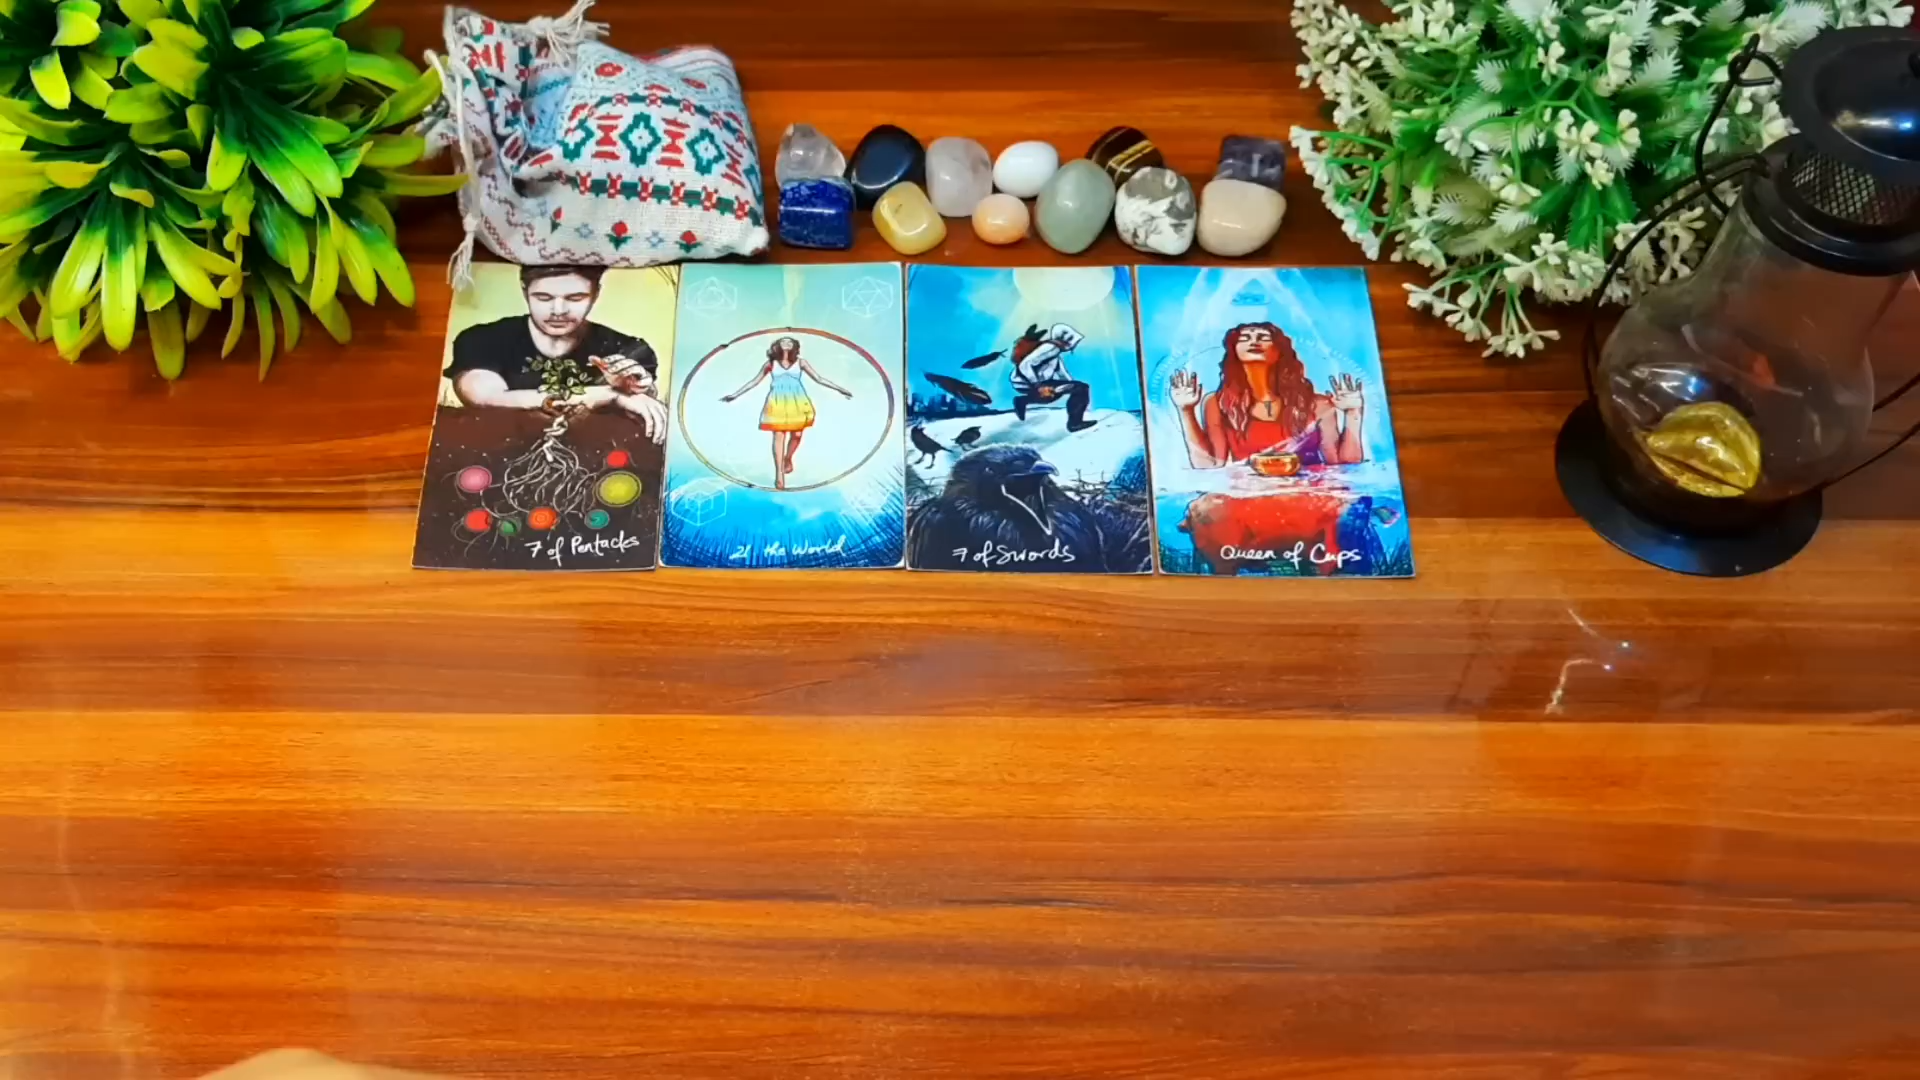 7 of Pentacles
21 the World
7 of Swords
Queen of Cups